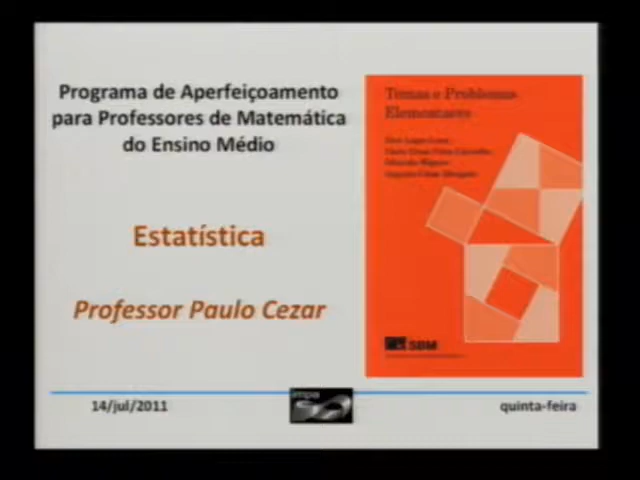 Programa de Aperfeiçoamento
para Professores de Matemática
do Ensino Médio
Estatística
Professor Paulo Cezar
Temas e Problemas
Elementares
SBM
14/jul/2011
impa
quinta-feira